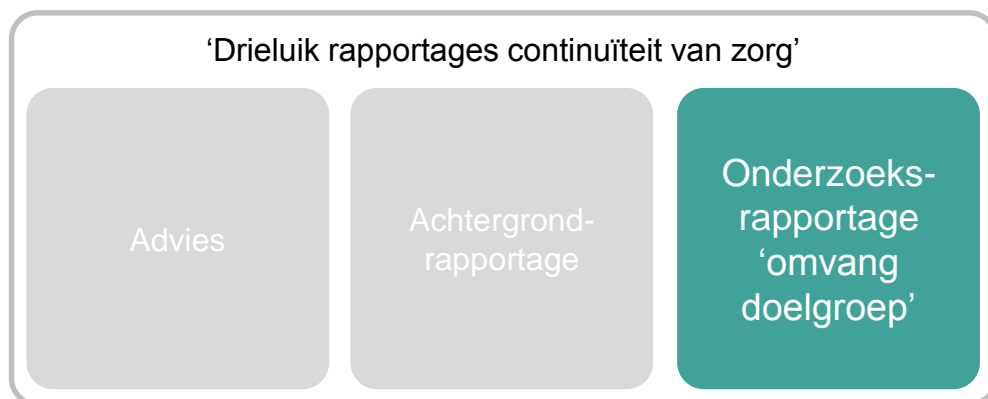 ‘Drieluik rapportages continuïteit van zorg’
Advies
Achtergrond-
rapportage
Onderzoeks-
rapportage
‘omvang
doelgroep’